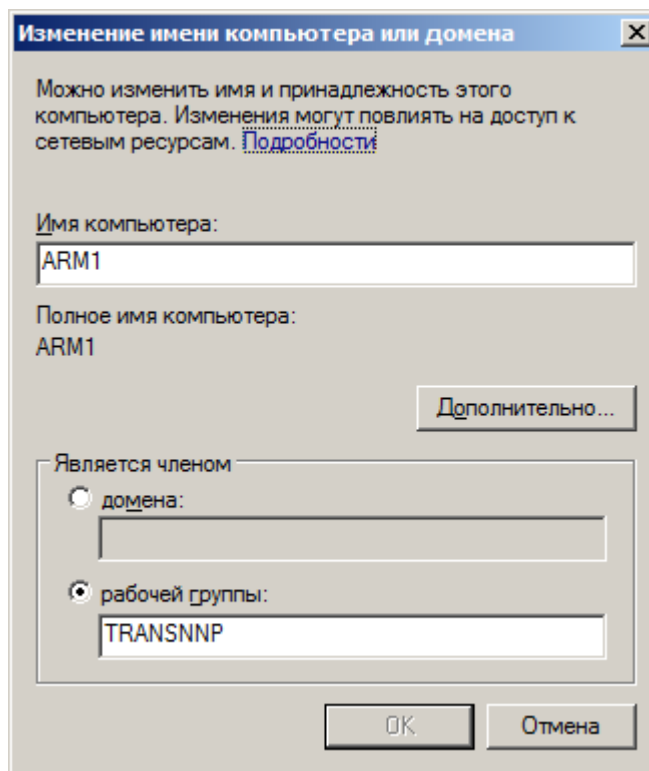 Изменение имени компьютера или домена
Можно изменить имя и принадлежность этого
компьютера. Изменения могут повлиять на доступ к
сетевым ресурсам. Подробности
Имя компьютера:
ARM1
Полное имя компьютера:
ARM1
Дополнительно...
Является членом
домена:
рабочей группы:
TRANSNNP
OK
Отмена